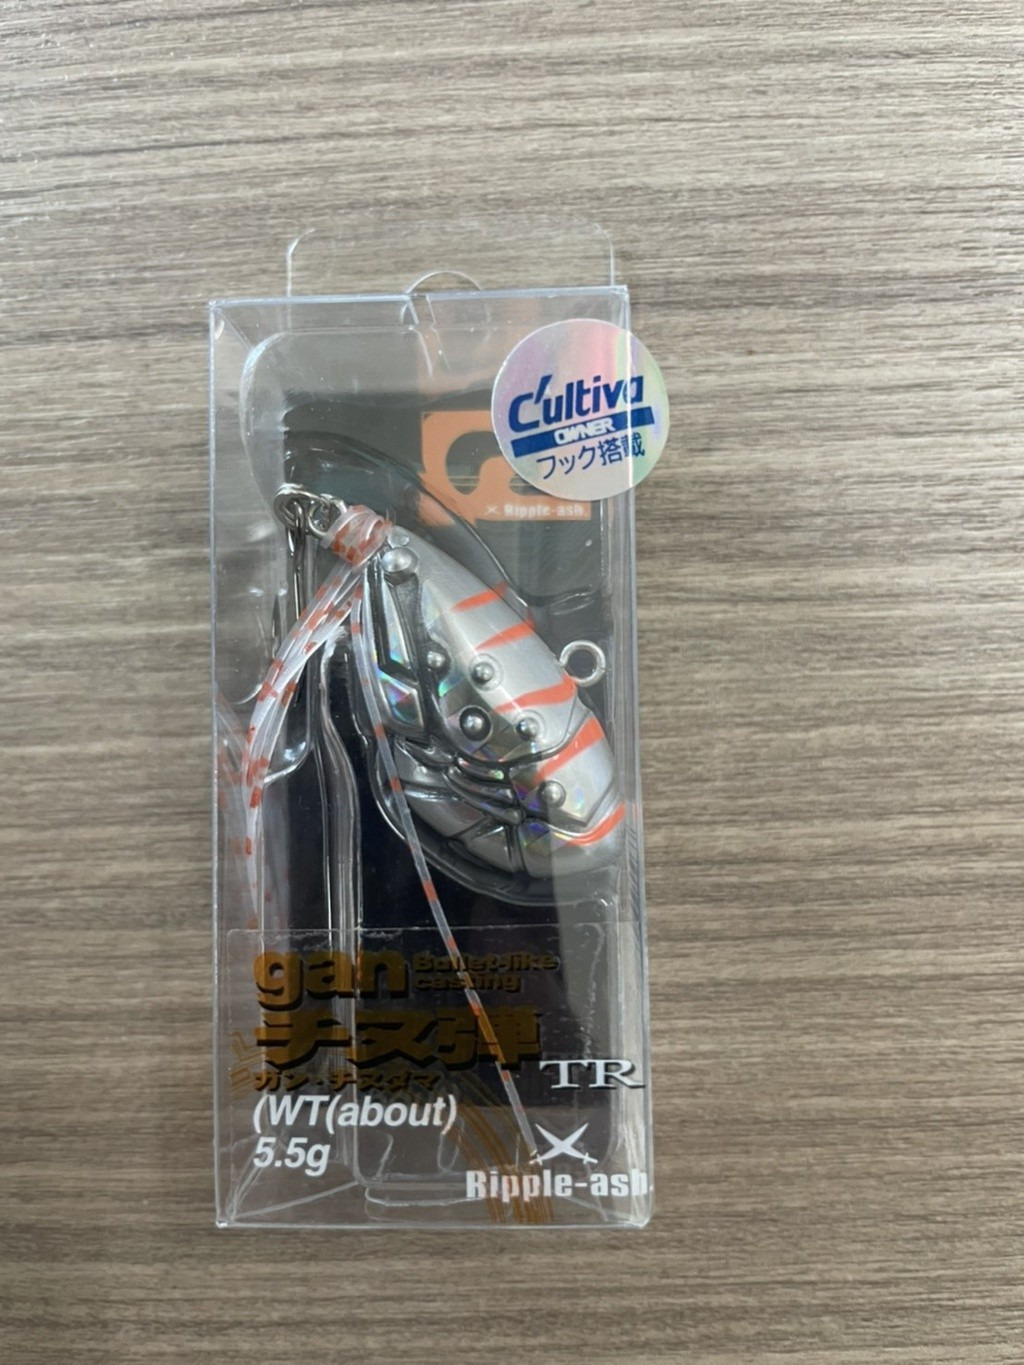 C'ultiva
OWNER
フック搭載
Ripple-ash
gan Bullet-like
casting
チヌ弾
ガン・チヌダマ
TR
(WT(about)
5.5g
Ripple-ash